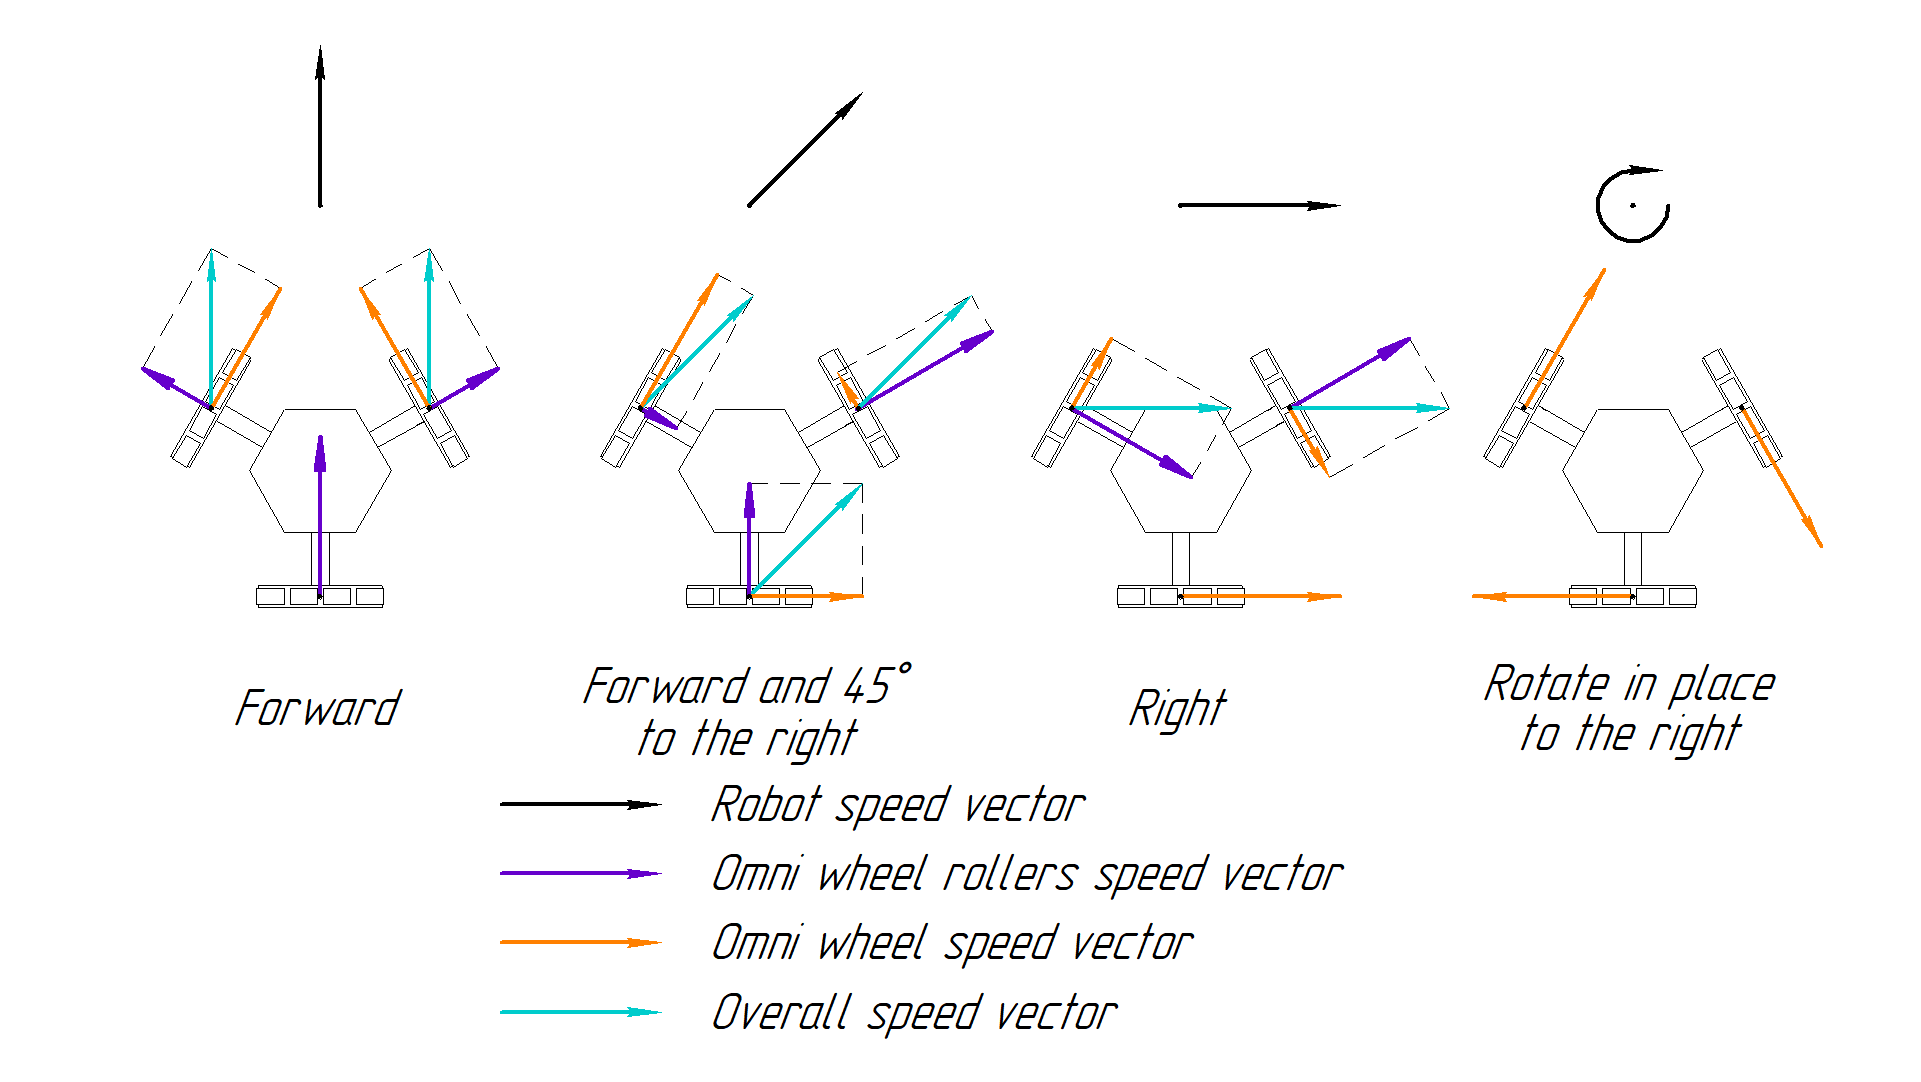 Forward
Forward and 45°
to the right
Right
Rotate in place
to the right
Robot speed vector
Omni wheel rollers speed vector
Omni wheel speed vector
Overall speed vector